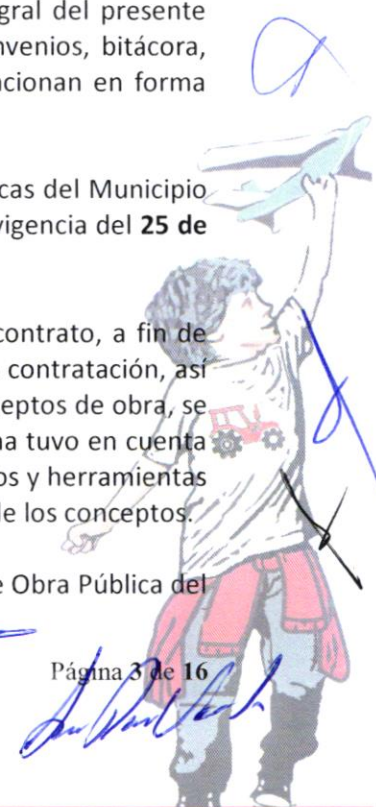 gral del presente
nvenios, bitácora,
ncionan en forma
cas del Municipio
vigencia del 25 de
contrato, a fin de
contratación, así
ceptos de obra, se
na tuvo en cuenta
os y herramientas
de los conceptos.
e Obra Pública del
Página 3 de 16